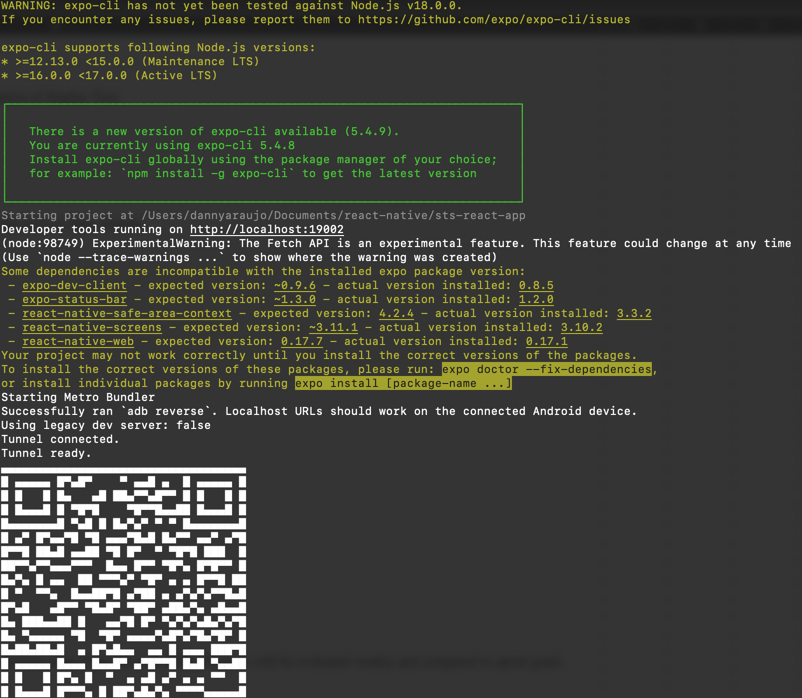 WARNING: expo-cli has not yet been tested against Node.js v18.0.0.
If you encounter any issues, please report them to https://github.com/expo/expo-cli/issues
expo-cli supports following Node.js versions:
* >=12.13.0 <15.0.0 (Maintenance LTS)
* >=16.0.0 <17.0.0 (Active LTS)
There is a new version of expo-cli available (5.4.9).
You are currently using expo-cli 5.4.8
Install expo-cli globally using the package manager of your choice;
for example: `npm install -g expo-cli` to get the latest version
Starting project at /Users/dannyaraujo/Documents/react-native/sts-react-app
Developer tools running on http://localhost:19002
(node:98749) ExperimentalWarning: The Fetch API is an experimental feature. This feature could change at any time
(Use `node --trace-warnings ...` to show where the warning was created)
Some dependencies are incompatible with the installed expo package version:
- expo-dev-client - expected version: ~0.9.6 - actual version installed: 0.8.5
- expo-status-bar - expected version: ~1.3.0 - actual version installed: 1.2.0
- react-native-safe-area-context - expected version: 4.2.4 - actual version installed: 3.3.2
- react-native-screens - expected version: ~3.11.1 - actual version installed: 3.10.2
- react-native-web - expected version: 0.17.7 - actual version installed: 0.17.1
Your project may not work correctly until you install the correct versions of the packages.
To install the correct versions of these packages, please run: expo doctor --fix-dependencies,
or install individual packages by running expo install [package-name ...]
Starting Metro Bundler
Successfully ran `adb reverse`. Localhost URLs should work on the connected Android device.
Using legacy dev server: false
Tunnel connected.
Tunnel ready.